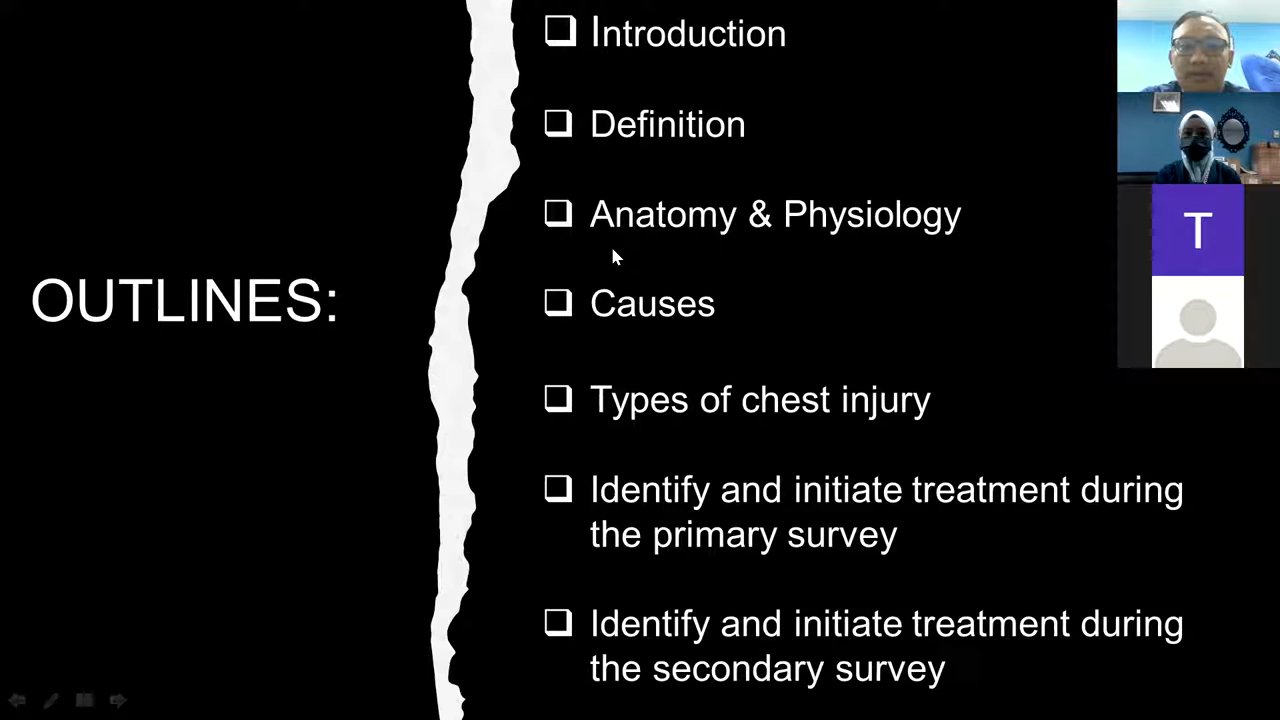 OUTLINES:
Introduction
Definition
Anatomy & Physiology
Causes
Types of chest injury
Identify and initiate treatment during
the primary survey
Identify and initiate treatment during
the secondary survey
T